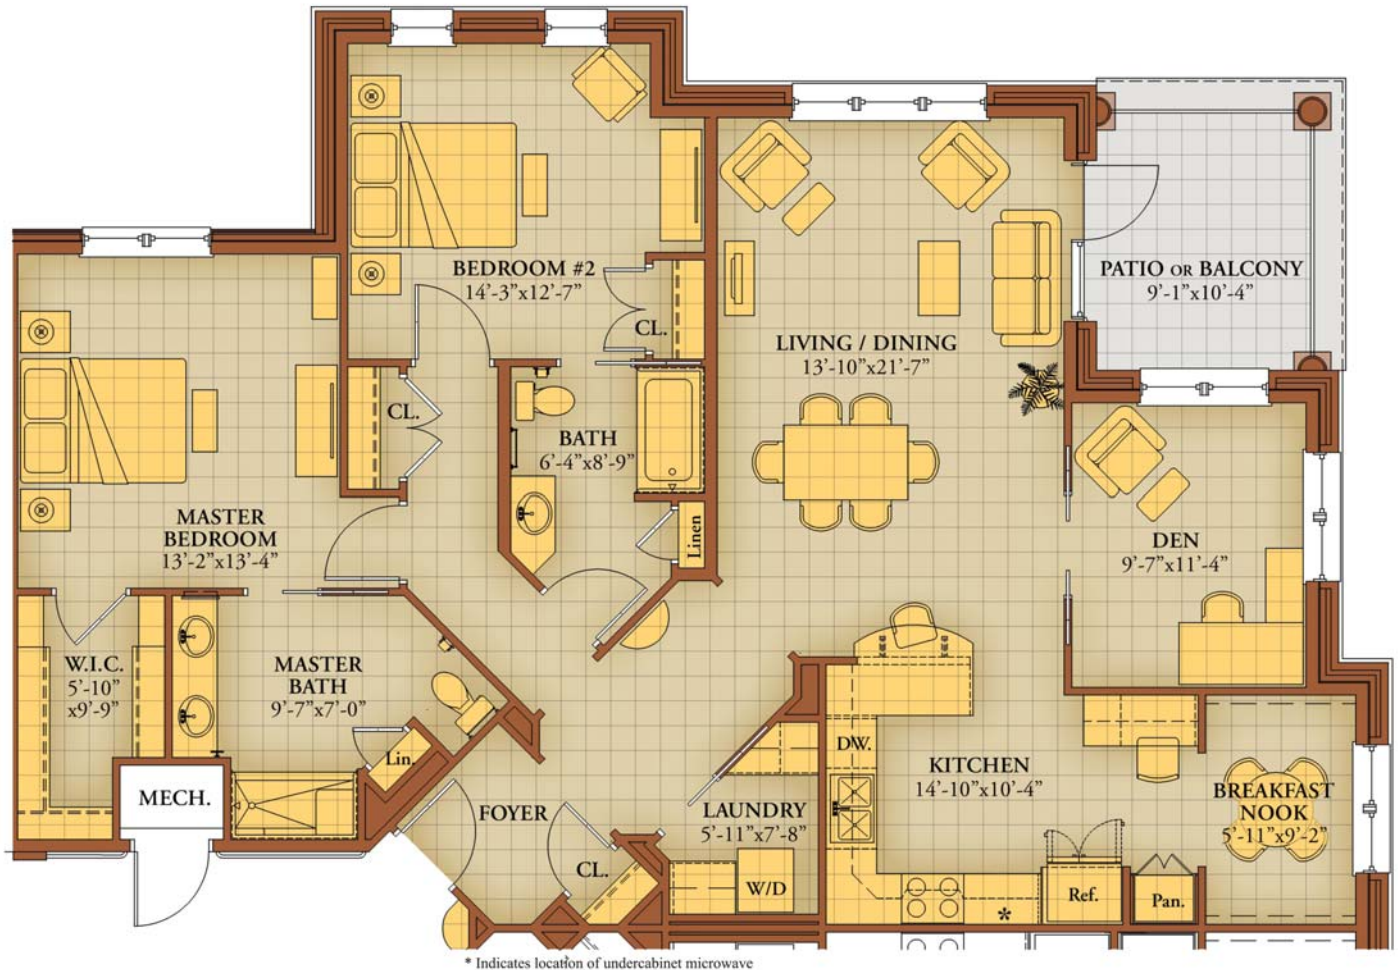 BEDROOM #2
14'-3"x12'-7"
CL.
PATIO OR BALCONY
9'-1"x10'-4"
LIVING / DINING
13'-10"x21'-7"
CL.
BATH
6'-4"x8'-9"
Linen
MASTER
BEDROOM
13'-2"x13'-4"
DEN
9'-7"x11'-4"
W.I.C.
5'-10"
x9'-9"
MASTER
BATH
9'-7"x7'-0"
Lin.
MECH.
FOYER
CL.
LAUNDRY
5'-11"x7'-8"
W/D
DW.
KITCHEN
14'-10"x10'-4"
BREAKFAST
NOOK
5'-11"x9'-2"
Ref.
Pan.
*
* Indicates location of undercabinet microwave